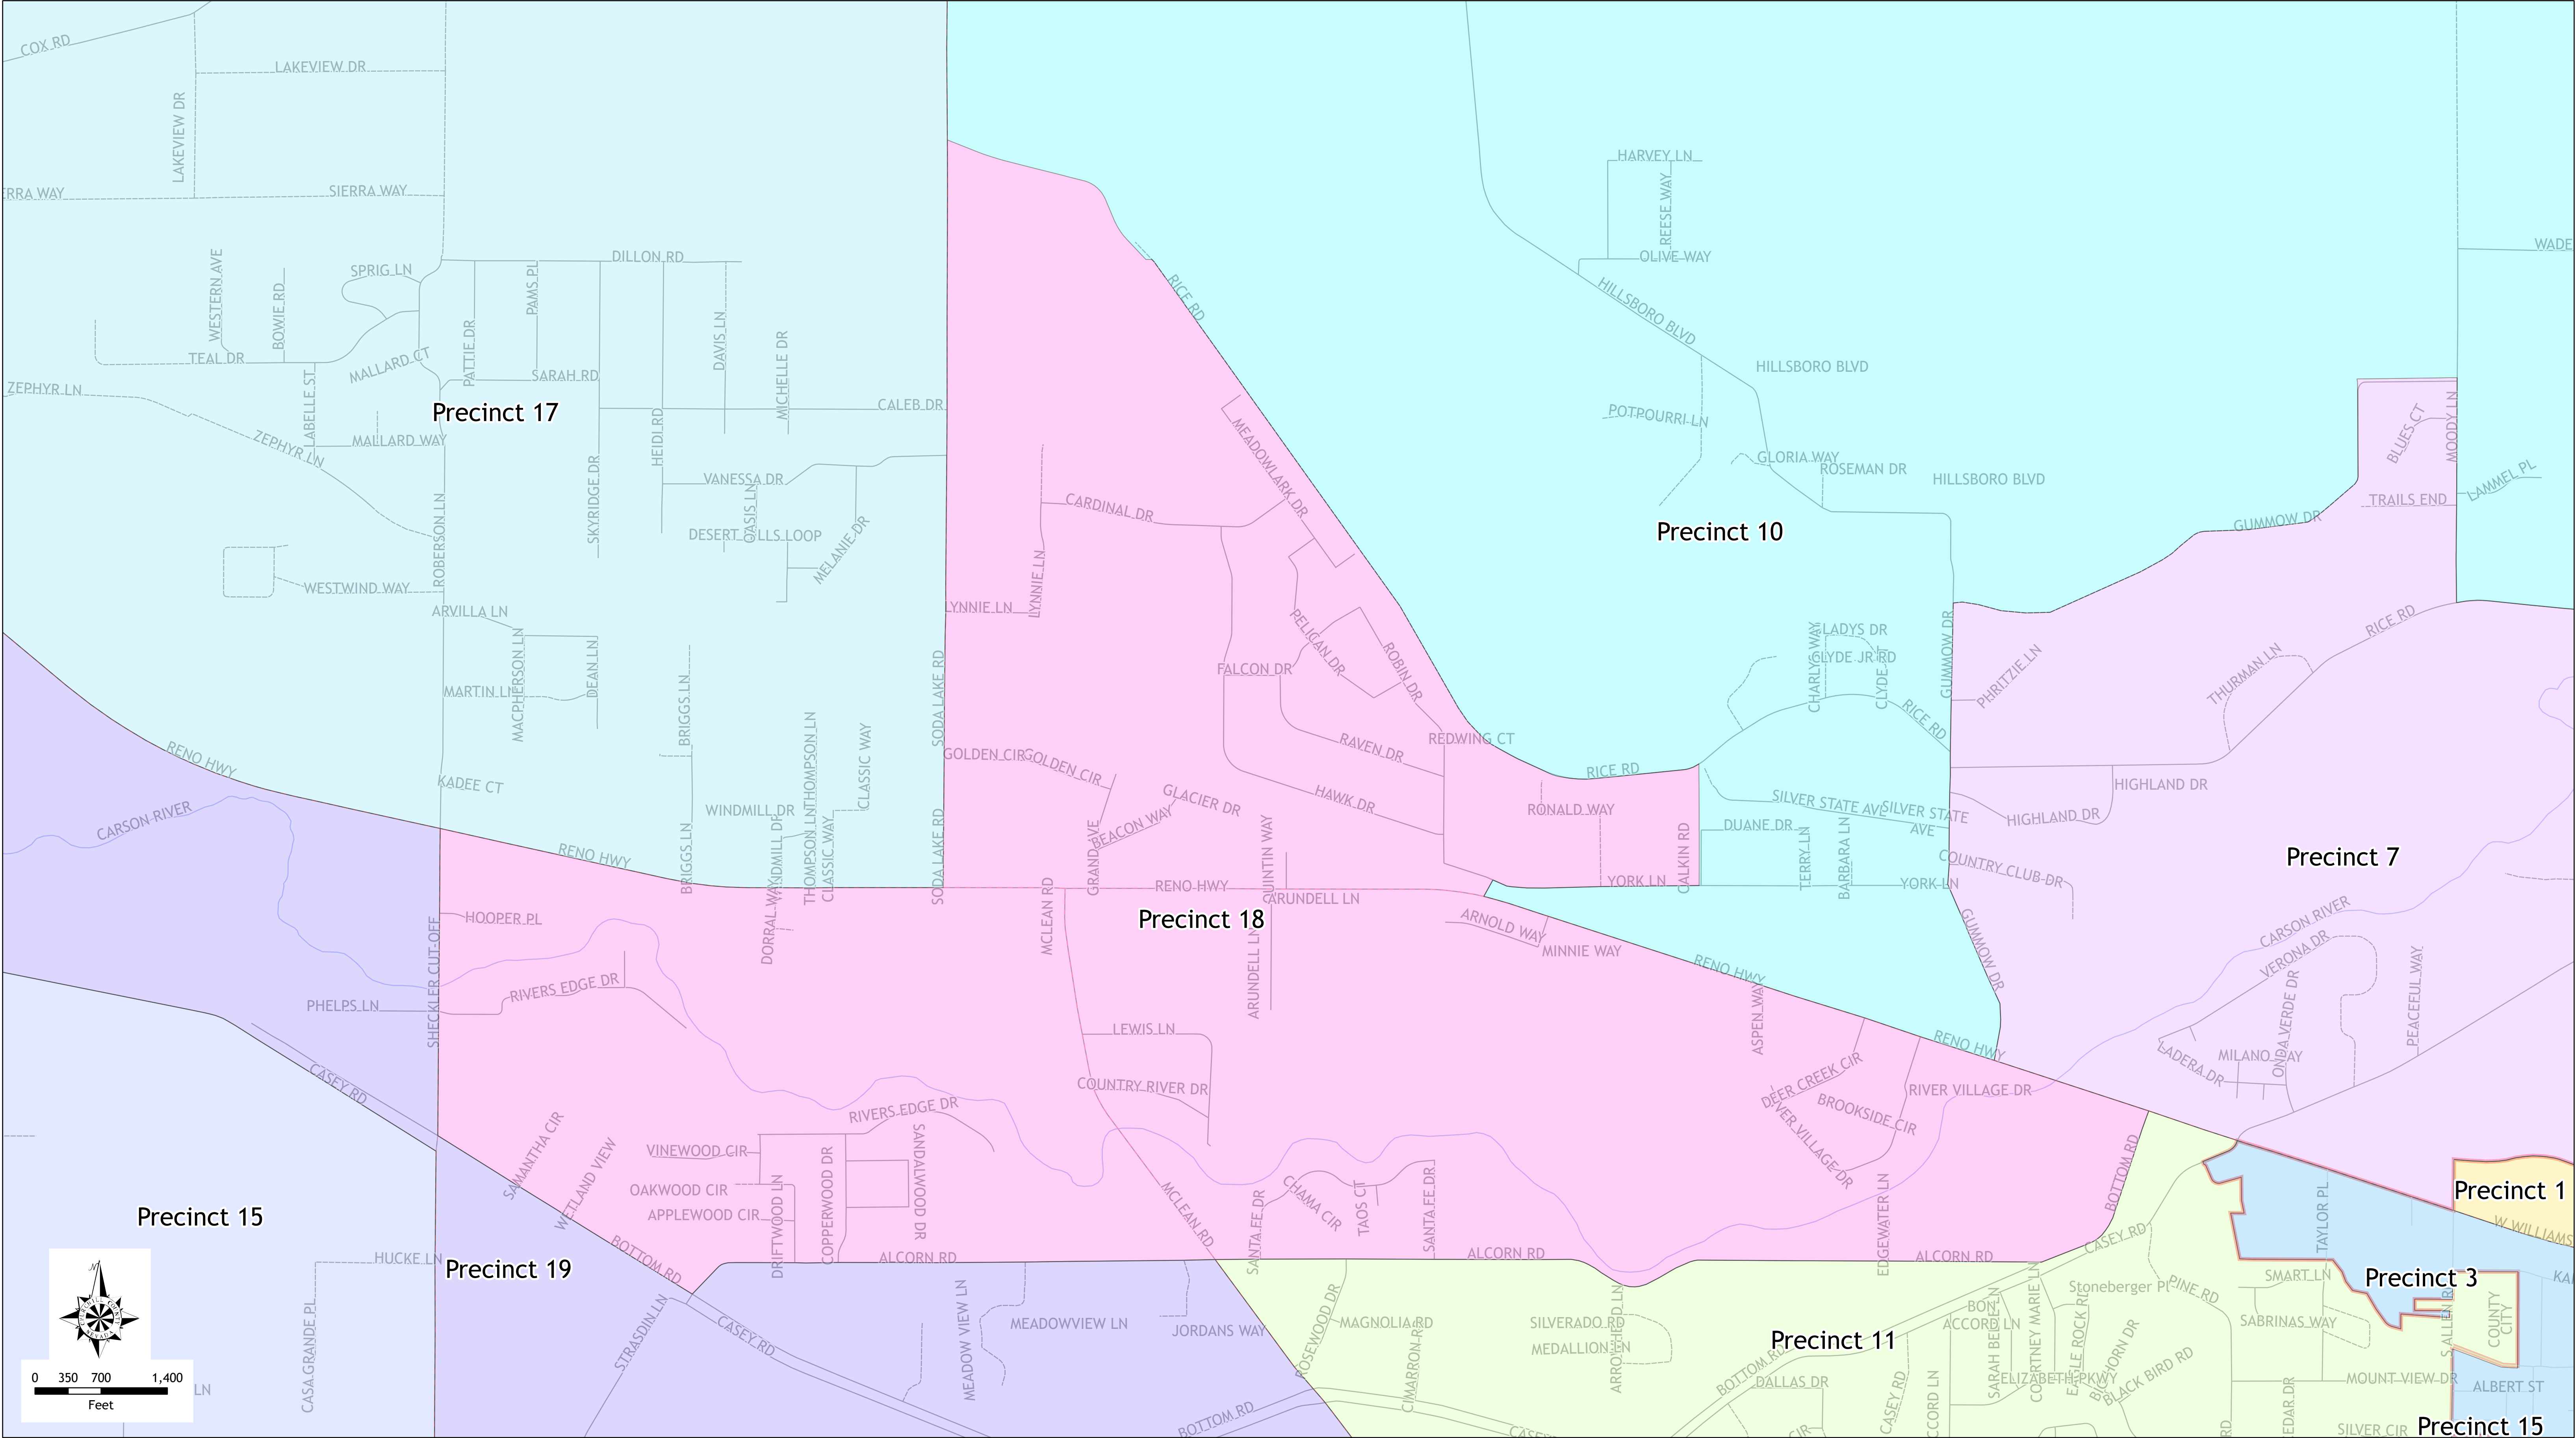 COX RD
LAKEVIEW DR
LAKEVIEW DR
ERRA WAY
SIERRA WAY
HARVEY LN
REESE WAY
OLIVE WAY
WADE
WESTERN AVE
BOWIE RD
SPRIG LN
PAMS PL
DILLON RD
RICE RD
HILLSBORO BLVD
TEAL DR
MALLARD CT
PATTIE DR
SARAH RD
DAVIS LN
MICHELLE DR
HILLSBORO BLVD
ZEPHYR LN
LABELLE ST
Precinct 17
HEIDI RD
CALEB DR
MEADOWLARK DR
POTPOURRI LN
BLUES CT
MOODY LN
ZEPHYR LN
MALLARD WAY
GLORIA WAY
ROSEMAN DR
HILLSBORO BLVD
LAMMEL PL
ROBERSON LN
SKYRIDGE DR
VANESSA DR
OASIS LN
CARDINAL DR
TRAILS END
GUMMOW DR
Precinct 10
MELANIE DR
WESTWIND WAY
LYNNIE LN
ARVILLA LN
MACPHERSON LN
DEAN LN
MARTIN LN
BRIGGS LN
SODA LAKE RD
FALCON DR
PELICAN DR
ROBIN DR
CHARLYS WAY
CLYDE JR RD
GUMMOW DR
PHRITZIE LN
THURMAN LN
RICE RD
RENO HWY
KADEE CT
THOMPSON LN
CLASSIC WAY
GOLDEN CIR
GOLDEN CIR
RAVEN DR
REDWING CT
RICE RD
RICE RD
CARSON RIVER
WINDMILL DR
GLACIER DR
HAWK DR
RONALD WAY
SILVER STATE AVE
SILVER STATE
AVE
HIGHLAND DR
HIGHLAND DR
RENO HWY
BRIGGS LN
THOMPSON LN
CLASSIC WAY
SODA LAKE RD
GRAND AVE
BEACON WAY
QUINTIN WAY
CALKIN RD
DUANE DR
TERRY LN
BARBARA LN
COUNTRY CLUB DR
Precinct 7
RENO HWY
YORK LN
YORK LN
ARUNDELL LN
Precinct 18
HOOPER PL
DORRAL WAY
MCLEAN RD
ARUNDELL LN
ARNOLD WAY
MINNIE WAY
GUMMOW DR
CARSON RIVER
VERONA DR
SHECKLER CUT-OFF
RIVERS EDGE DR
RENO HWY
PHELPS LN
ASPEN WAY
PEACEFUL WAY
LEWIS LN
RENO HWY
LADERA DR
ONDA VERDE DR
CASEY RD
COUNTRY RIVER DR
DEER CREEK CIR
BROOKSIDE CIR
RIVER VILLAGE DR
RIVERS EDGE DR
SAMANTHA CIR
WETLAND VIEW
VINEWOOD CIR
OAKWOOD CIR
APPLEWOOD CIR
DRIFTWOOD LN
COPPERWOOD DR
SANDALWOOD DR
MCLEAN RD
SANTA FE DR
CHAMA CIR
TAOS CT
SANTA FE DR
EDGEWATER LN
BOTTOM RD
Precinct 15
Precinct 1
TAYLOR PL
W WILLIAMS
HUCKE LN
Precinct 19
BOTTOM RD
ALCORN RD
ALCORN RD
ALCORN RD
CASEY RD
Precinct 3
SMART LN
N
CHURCHILL COUNTY
NEVADA
CASA GRANDE PL
STRASDIN LN
CASEY RD
MEADOW VIEW LN
MEADOWVIEW LN
JORDANS WAY
ROSEWOOD DR
MAGNOLIA RD
CIMARRON RD
SILVERADO RD
MEDALLION LN
ARROWHEAD LN
Precinct 11
BON
ACCORD LN
Stoneberger Pl
PINE RD
SABRINAS WAY
S ALLEN RD
COUNTY
CITY
0 350 700 1,400
Feet
LN
BOTTOM RD
BOTTOM RD
DALLAS DR
CASEY RD
SARAH BELLE LN
COURTNEY MARIE LN
ELIZABETH PKWY
EAGLE ROCK RD
BIGHORN DR
BLACK BIRD RD
MOUNT VIEW DR
ALBERT ST
SILVER CIR
Precinct 15